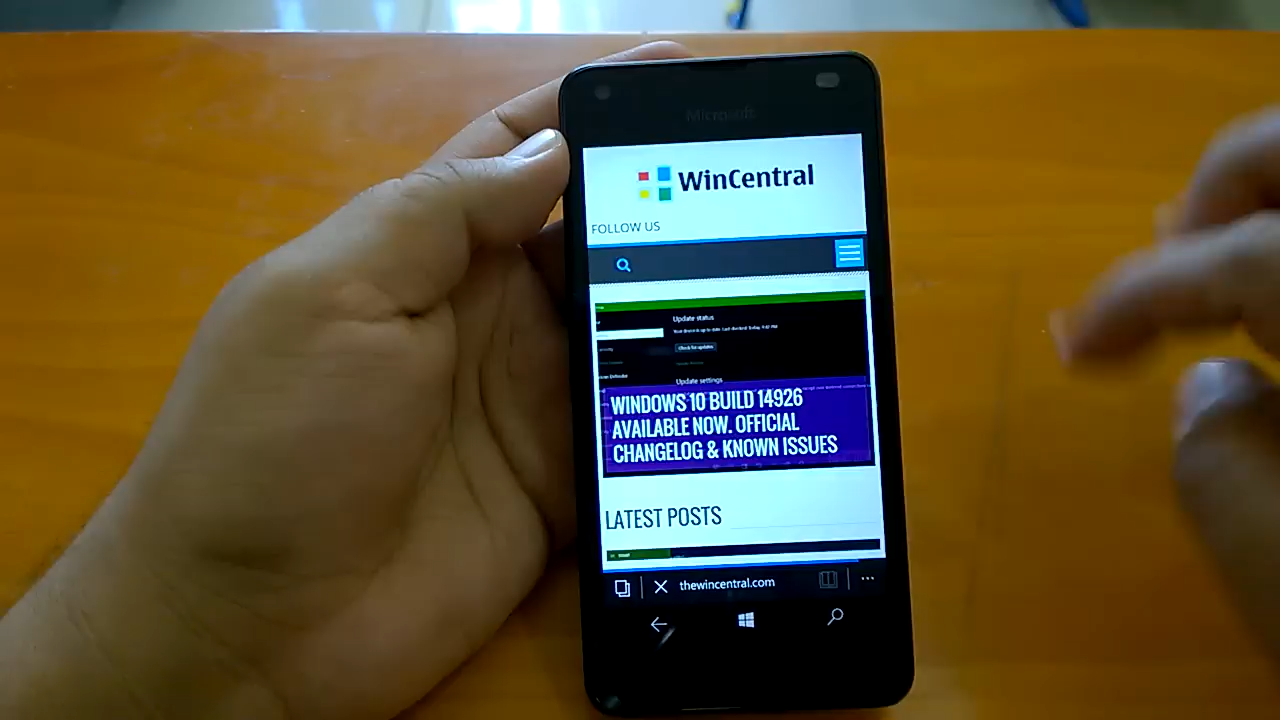 Microsoft
WinCentral
FOLLOW US
Update status
Check for updates
Update settings
WINDOWS 10 BUILD 14926
AVAILABLE NOW. OFFICIAL
CHANGELOG & KNOWN ISSUES
LATEST POSTS
thewincentral.com